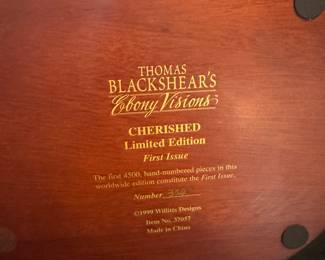 THOMAS
BLACKSHEAR'S
Ebony Visions
CHERISHED
Limited Edition
First Issue
The first 4500, hand-numbered pieces in this
worldwide edition constitute the First Issue.
Number
©1999 Willitts Designs
Item No. 37057
Made in China